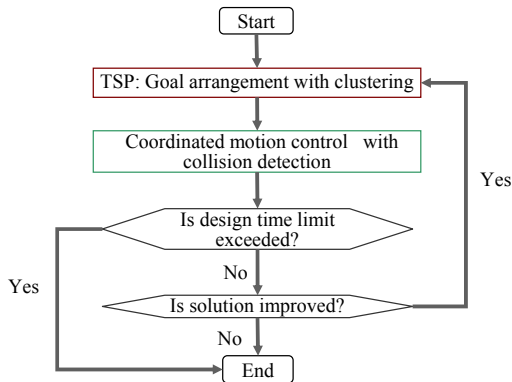 Start
TSP: Goal arrangement with clustering
Coordinated motion control with
collision detection
Yes
Is design time limit
exceeded?
Yes
No
Is solution improved?
No
End